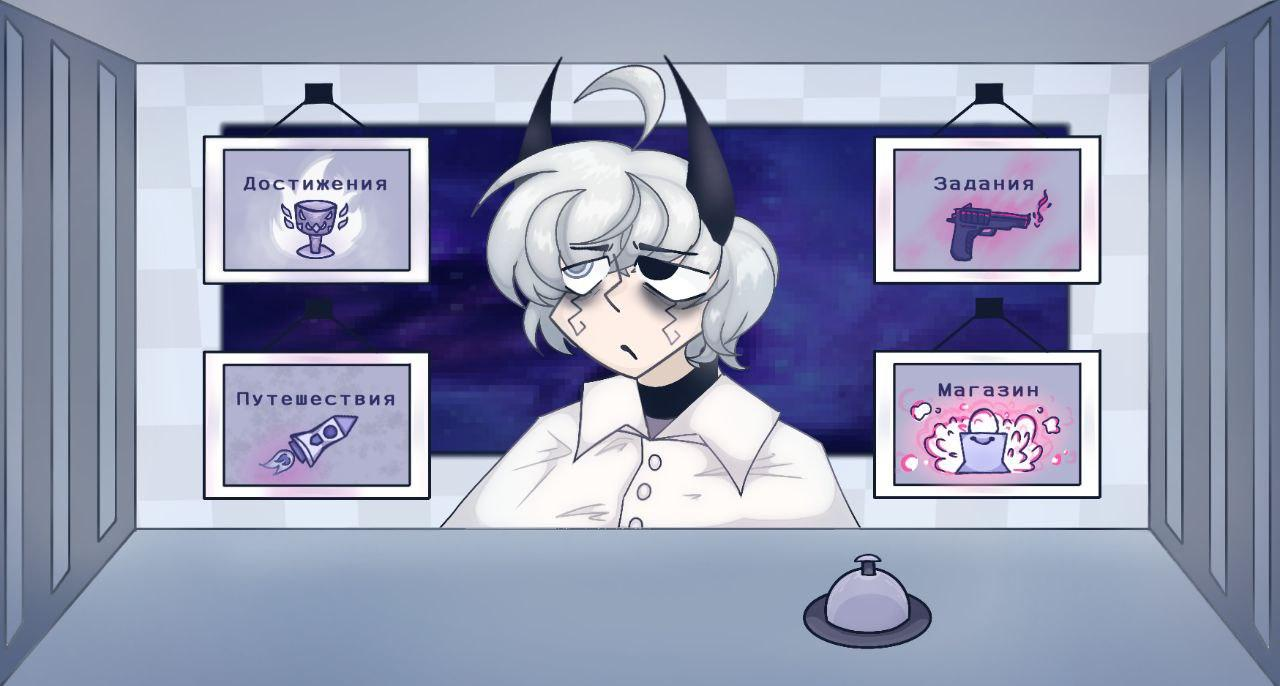 Достижения
Задания
Путешествия
Магазин